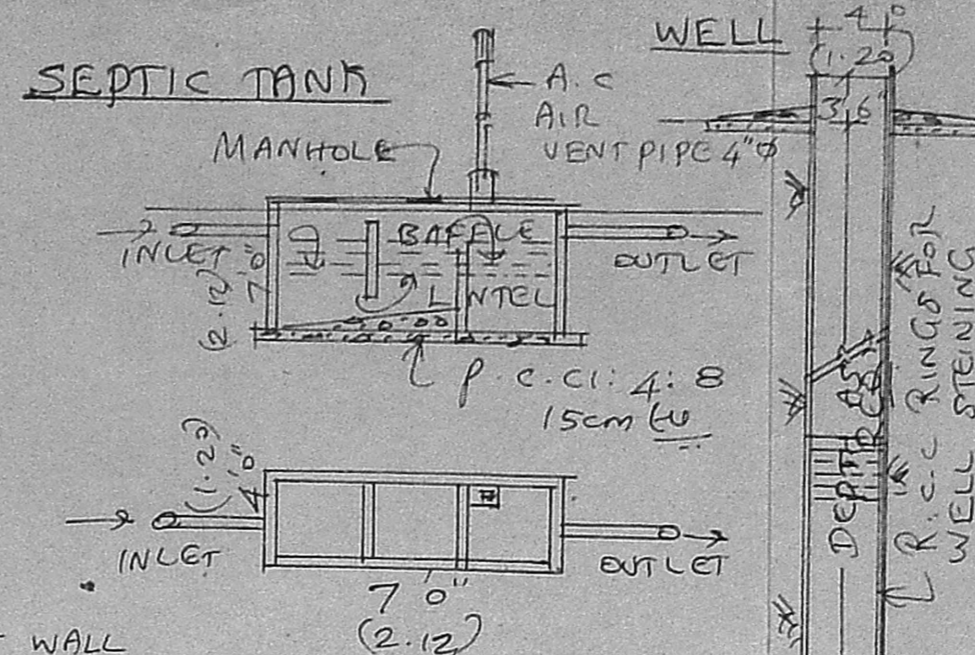 SEPTIC TANK
MANHOLE
A.C
AIR
VENT PIPE 4"φ
INLET
7'0"
(2.12)
BAFFLE
LINTEL
OUTLET
P.C.C 1:4:8
15cm
(1.20)
4'0"
INLET
OUTLET
7'0"
(2.12)
WALL
WELL
4'0"
(1.20)
3'6"
DEPTH AS
R.C.C RINGS FOR
WELL STEINING